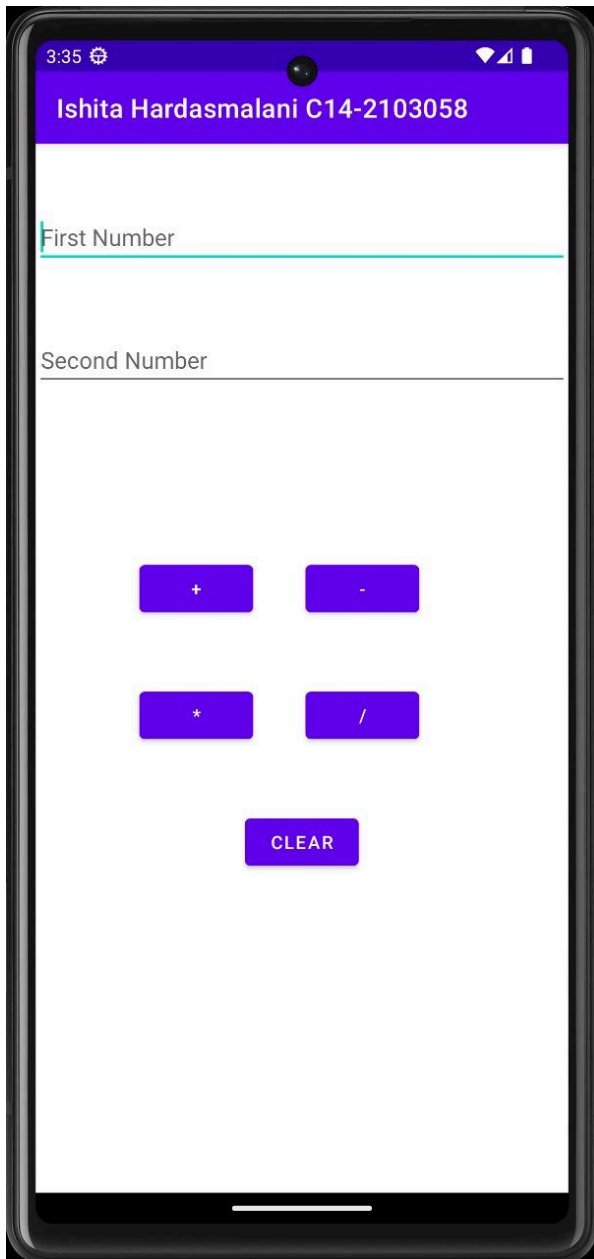 3:35
Ishita Hardasmalani C14-2103058
First Number
Second Number
+ -
* /
CLEAR